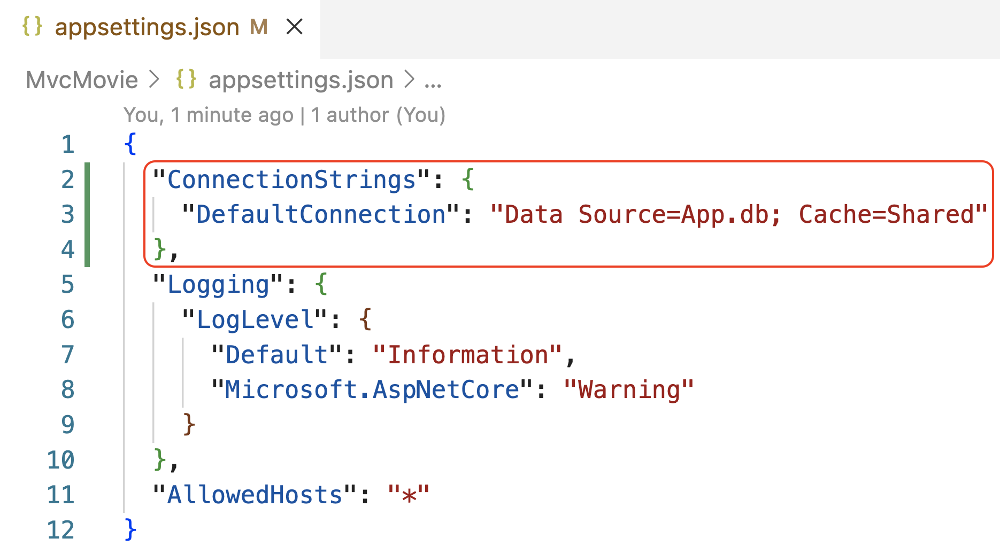 {} appsettings.json M ×
MvcMovie > {} appsettings.json > ...
You, 1 minute ago | 1 author (You)
1 {
2 "ConnectionStrings": {
3 "DefaultConnection": "Data Source=App.db; Cache=Shared"
4 },
5 "Logging": {
6 "LogLevel": {
7 "Default": "Information",
8 "Microsoft.AspNetCore": "Warning"
9 }
10 },
11 "AllowedHosts": "*"
12 }